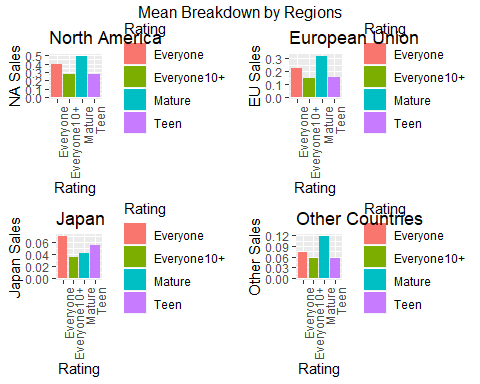 Mean Breakdown by Regions
North America
Rating
NA Sales
0.5
0.4
0.3
0.2
0.1
0.0
Everyone
Everyone10+
Mature
Teen
Rating
Everyone
Everyone10+
Mature
Teen
European Union
Rating
EU Sales
0.3
0.2
0.1
0.0
Everyone
Everyone10+
Mature
Teen
Rating
Everyone
Everyone10+
Mature
Teen
Japan
Rating
Japan Sales
0.06
0.04
0.02
0.00
Everyone
Everyone10+
Mature
Teen
Rating
Everyone
Everyone10+
Mature
Teen
Other Countries
Rating
Other Sales
0.12
0.09
0.06
0.03
0.00
Everyone
Everyone10+
Mature
Teen
Rating
Everyone
Everyone10+
Mature
Teen